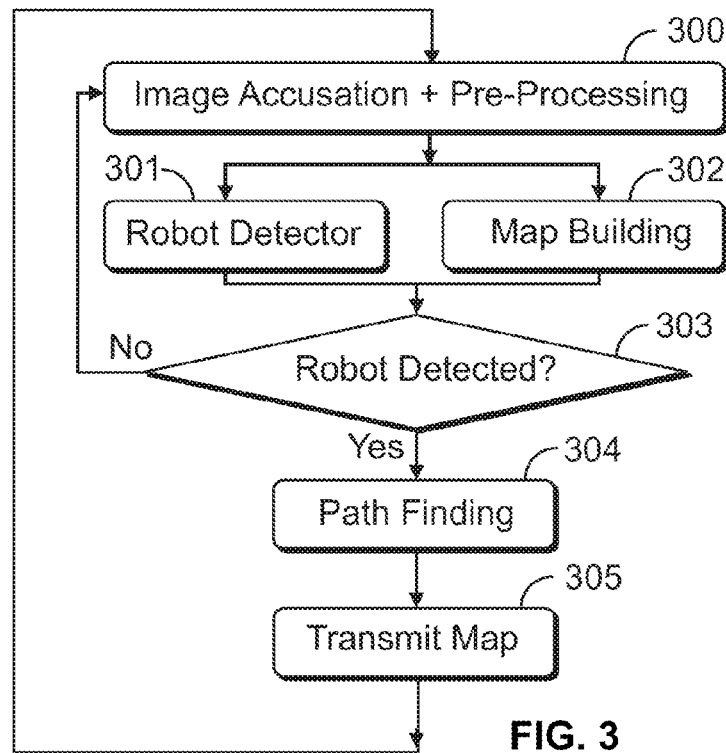 300
Image Accusation + Pre-Processing
301
302
Robot Detector
Map Building
303
No
Robot Detected?
Yes
304
Path Finding
305
Transmit Map
FIG. 3